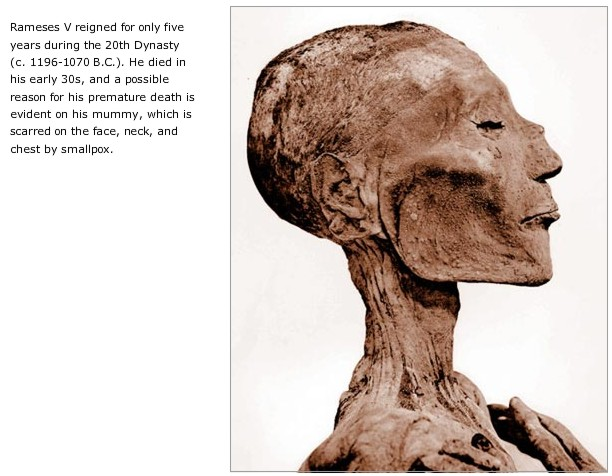 Rameses V reigned for only five
years during the 20th Dynasty
(c. 1196-1070 B.C.). He died in
his early 30s, and a possible
reason for his premature death is
evident on his mummy, which is
scarred on the face, neck, and
chest by smallpox.